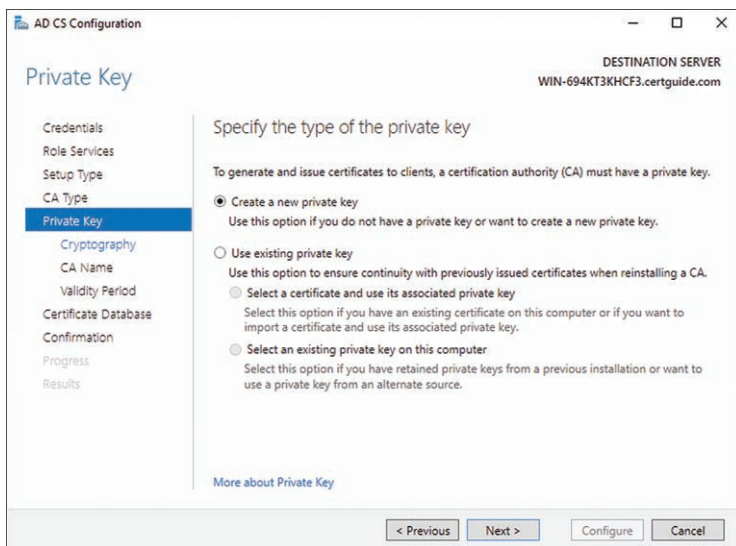 AD CS Configuration
DESTINATION SERVER
WIN-694KT3KHCF3.certguide.com
Private Key
Credentials
Role Services
Setup Type
CA Type
Private Key
Cryptography
CA Name
Validity Period
Certificate Database
Confirmation
Progress
Results
Specify the type of the private key
To generate and issue certificates to clients, a certification authority (CA) must have a private key.
Create a new private key
Use this option if you do not have a private key or want to create a new private key.
Use existing private key
Use this option to ensure continuity with previously issued certificates when reinstalling a CA.
Select a certificate and use its associated private key
Select this option if you have an existing certificate on this computer or if you want to
import a certificate and use its associated private key.
Select an existing private key on this computer
Select this option if you have retained private keys from a previous installation or want to
use a private key from an alternate source.
More about Private Key
< Previous
Next >
Configure
Cancel